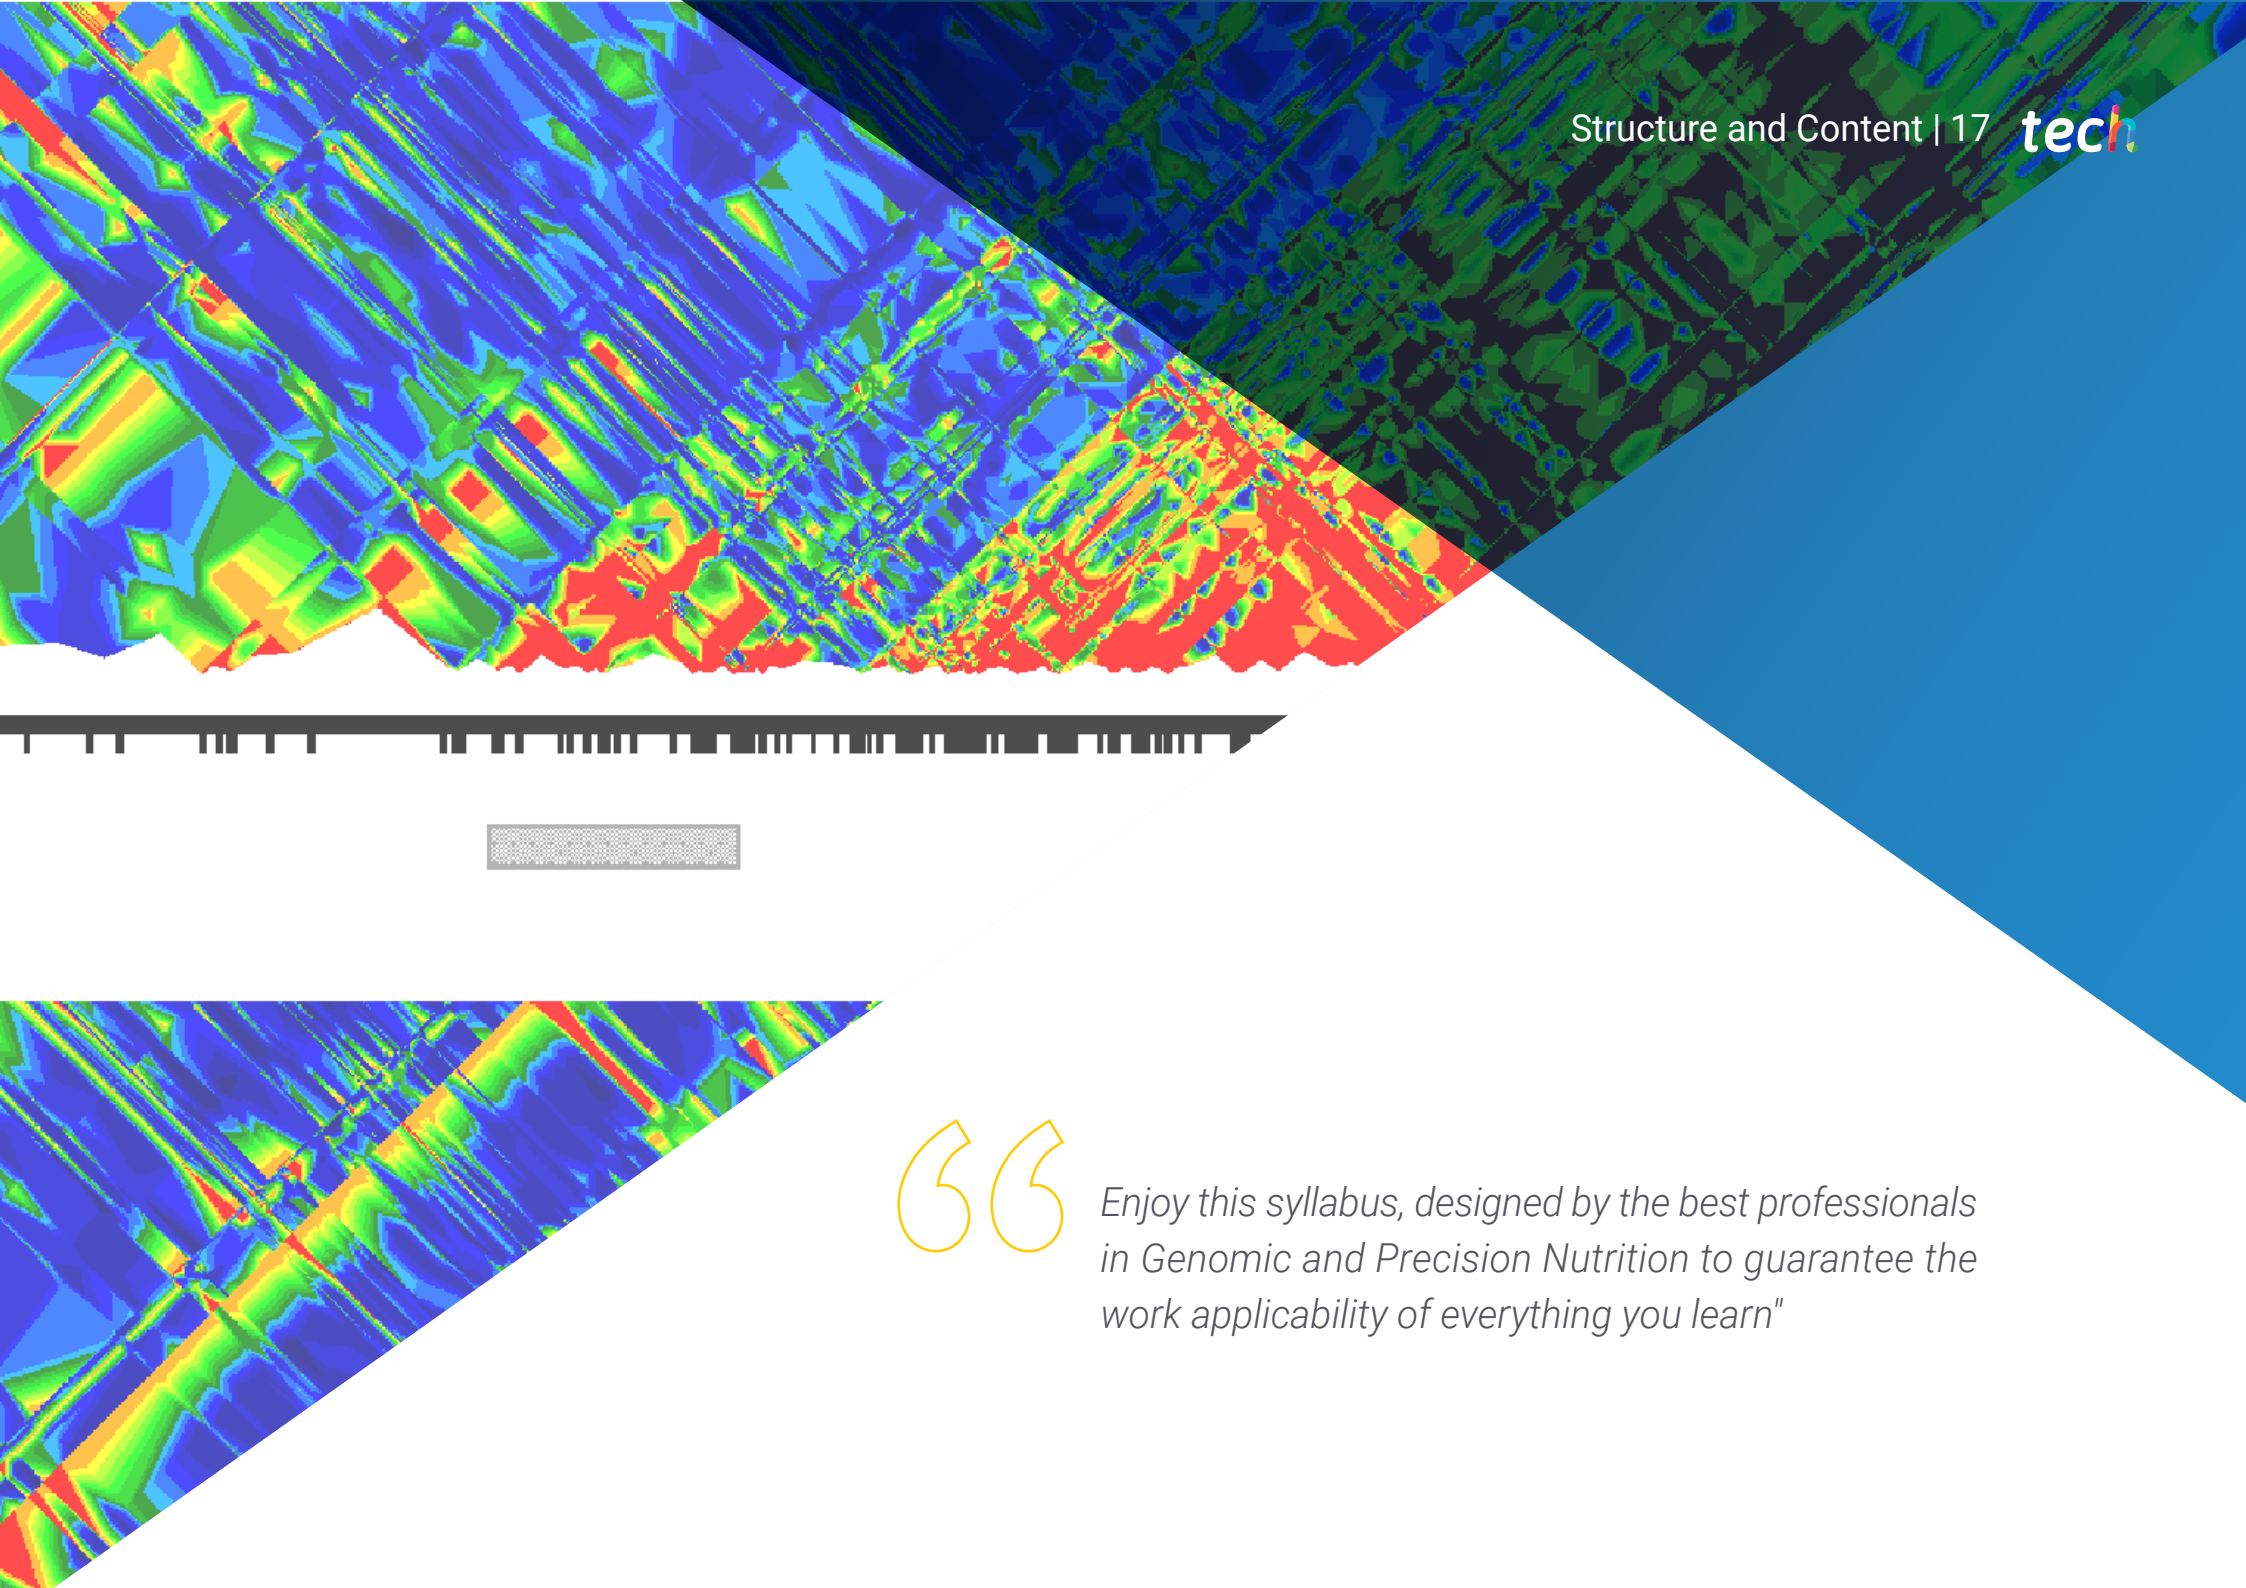 Structure and Content | 17 tech
Enjoy this syllabus, designed by the best professionals
in Genomic and Precision Nutrition to guarantee the
work applicability of everything you learn"